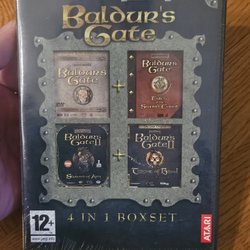 Baldur's
Gate
Baldur's
Gate
Baldur's
Gate
Tales of the
Sword Coast
Baldur's
Gate II
Shadows of Amn
Baldur's
Gate II
Throne of Bhaal
4 IN 1 BOXSET
12+
ATARI